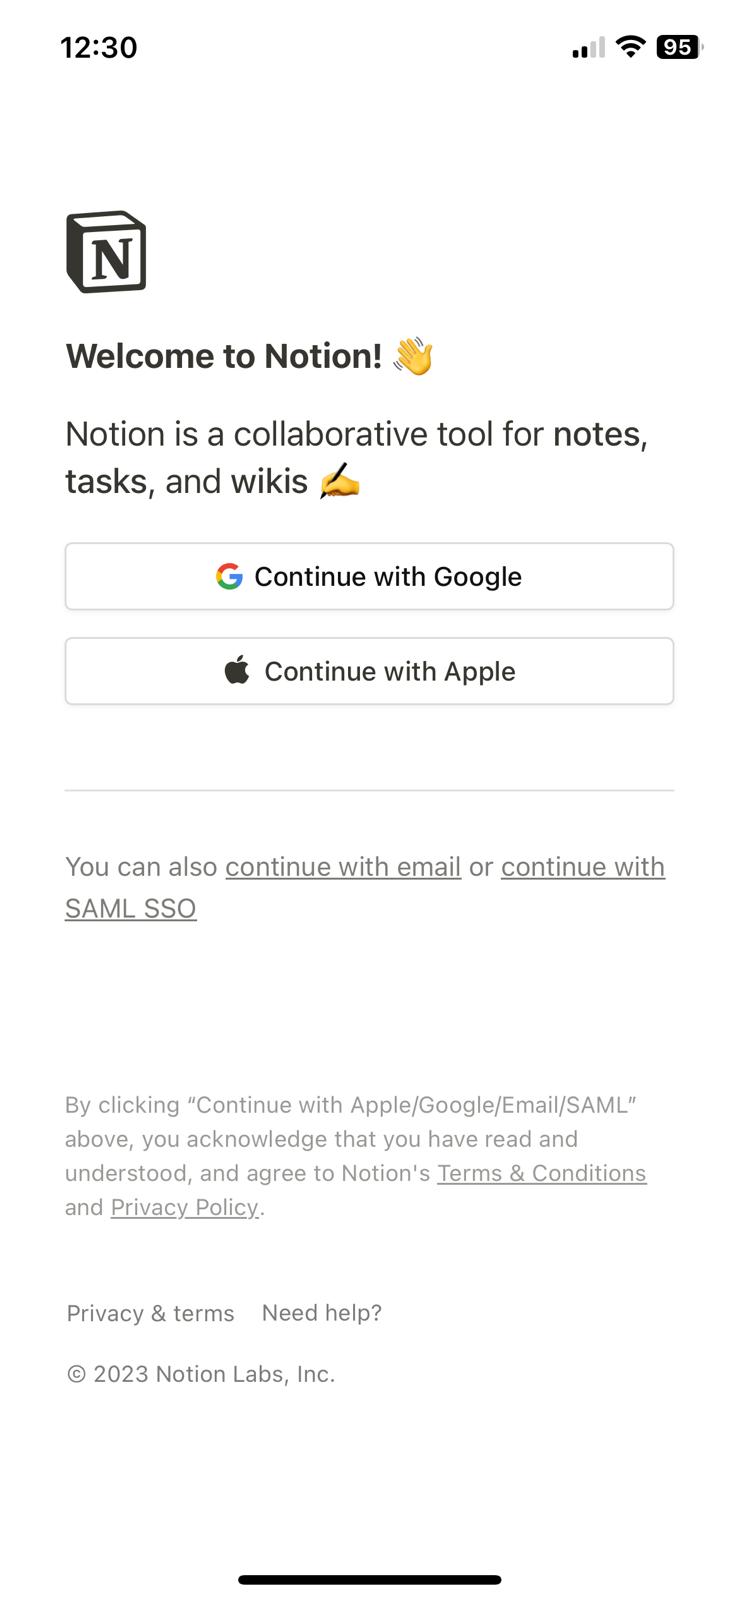 12:30
95
N
Welcome to Notion! 👋
Notion is a collaborative tool for notes,
tasks, and wikis ✍️
Continue with Google
Continue with Apple
You can also continue with email or continue with
SAML SSO
By clicking “Continue with Apple/Google/Email/SAML”
above, you acknowledge that you have read and
understood, and agree to Notion's Terms & Conditions
and Privacy Policy.
Privacy & terms Need help?
© 2023 Notion Labs, Inc.